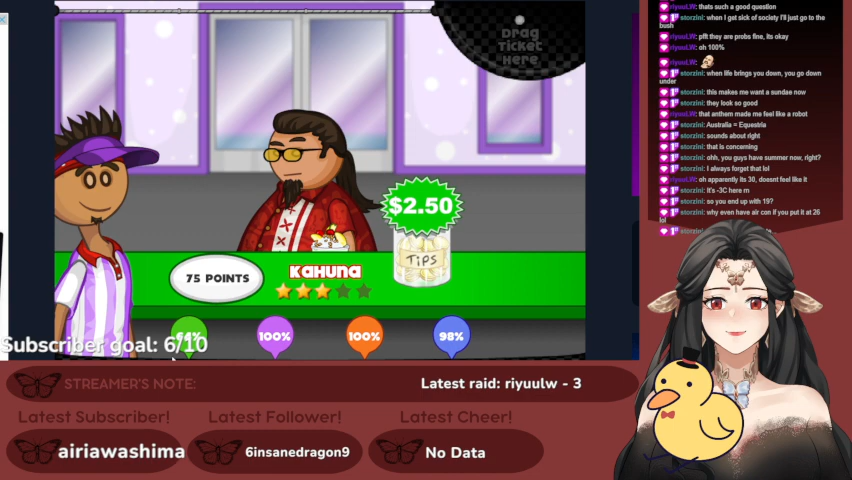 Drag
Ticket
Here
$2.50
TIPS
75 POINTS
KAHUNA
100%
100%
98%
Subscriber goal: 6/10
STREAMER'S NOTE:
Latest raid: riyuulw - 3
Latest Subscriber!
Latest Follower!
Latest Cheer!
airiawashima
6insanedragon9
No Data
riyuuLW: thats such a good question
storzini: when I get sick of society I'll just go to the
bush
riyuuLW: pfft they are probs fine, its okay
riyuuLW: oh 100%
riyuuLW:
storzini: when life brings you down, you go down
under
storzini: this makes me want a sundae now
storzini: they look so good
riyuuLW: that anthem made me feel like a robot
storzini: Australia = Equestria
storzini: sounds about right
storzini: that is concerning
storzini: ohh, you guys have summer now, right?
storzini: I always forget that lol
riyuuLW: oh apparently its 30, doesnt feel like it
storzini: It's -3C here rn
storzini: so you end up with 19?
storzini: why even have air con if you put it at 26
lol
storzini: